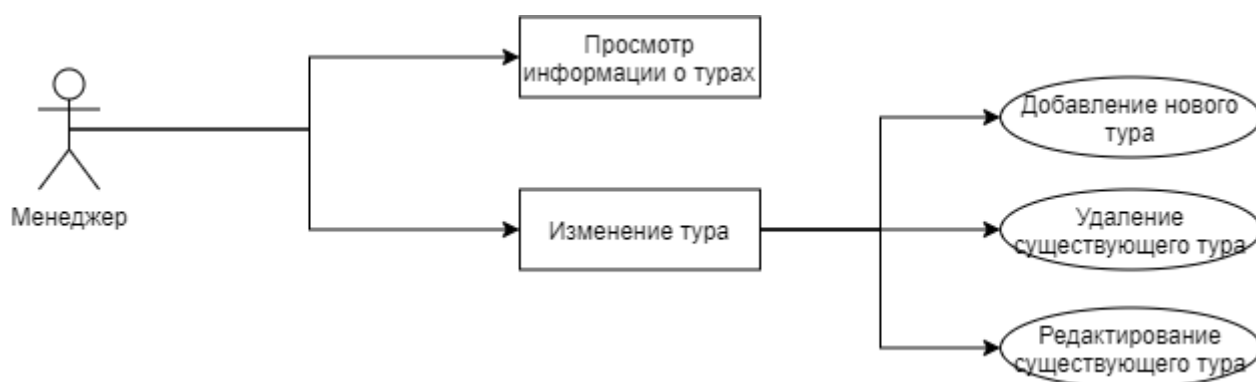 Менеджер
Просмотр
информации о турах
Изменение тура
Добавление нового
тура
Удаление
существующего тура
Редактирование
существующего тура